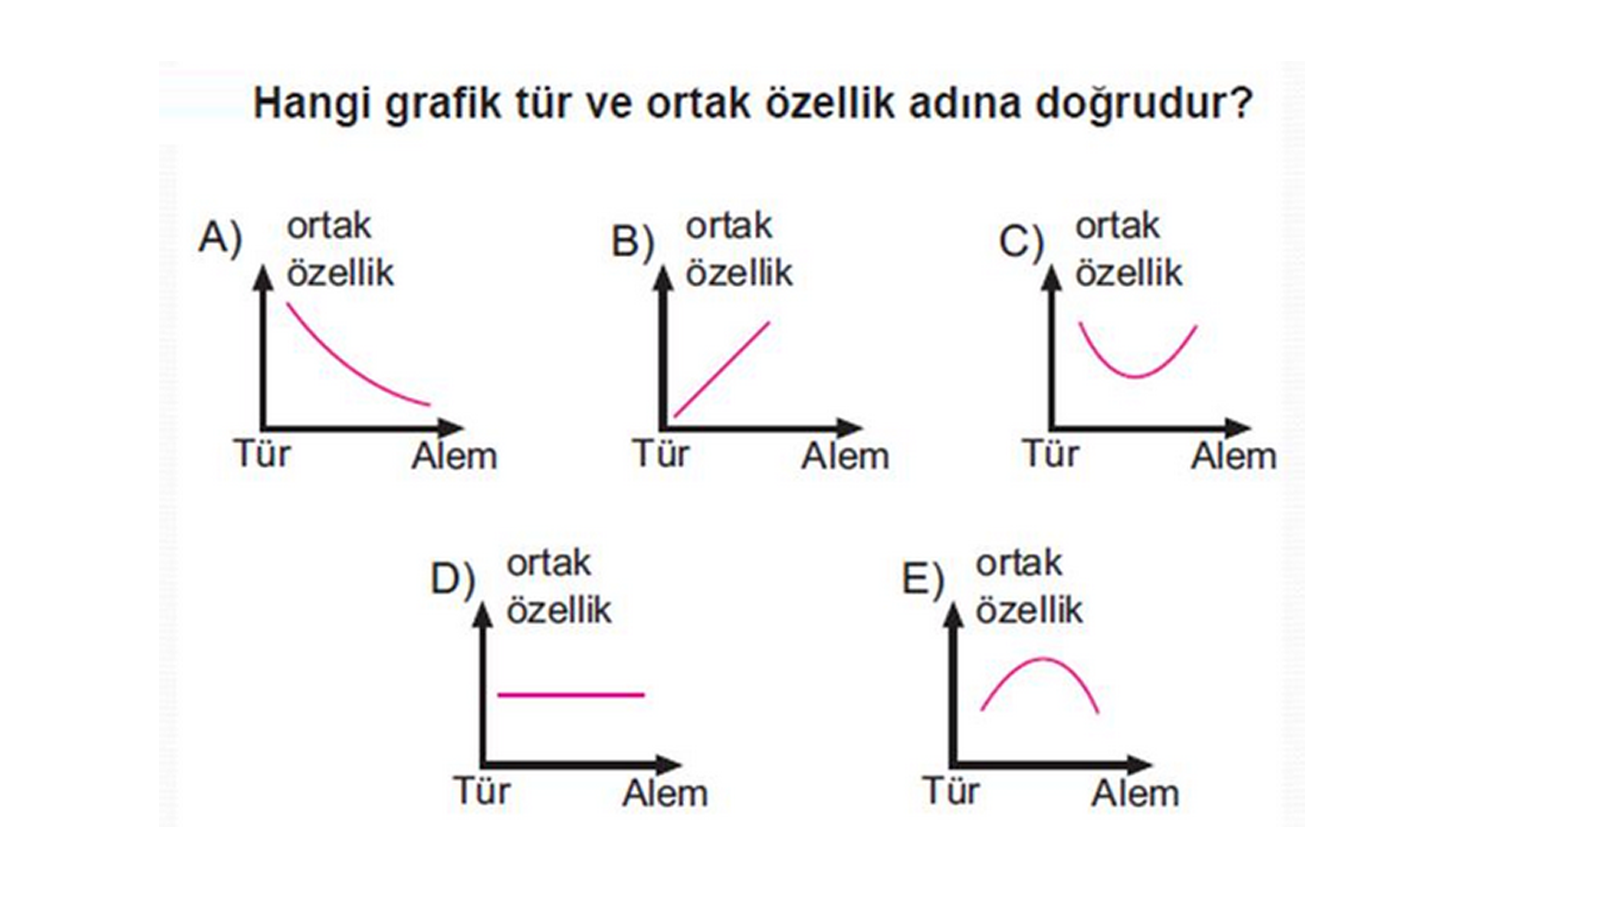 Hangi grafik tür ve ortak özellik adına doğrudur?
A) ortak
özellik
Tür Alem
B) ortak
özellik
Tür Alem
C) ortak
özellik
Tür Alem
D) ortak
özellik
Tür Alem
E) ortak
özellik
Tür Alem